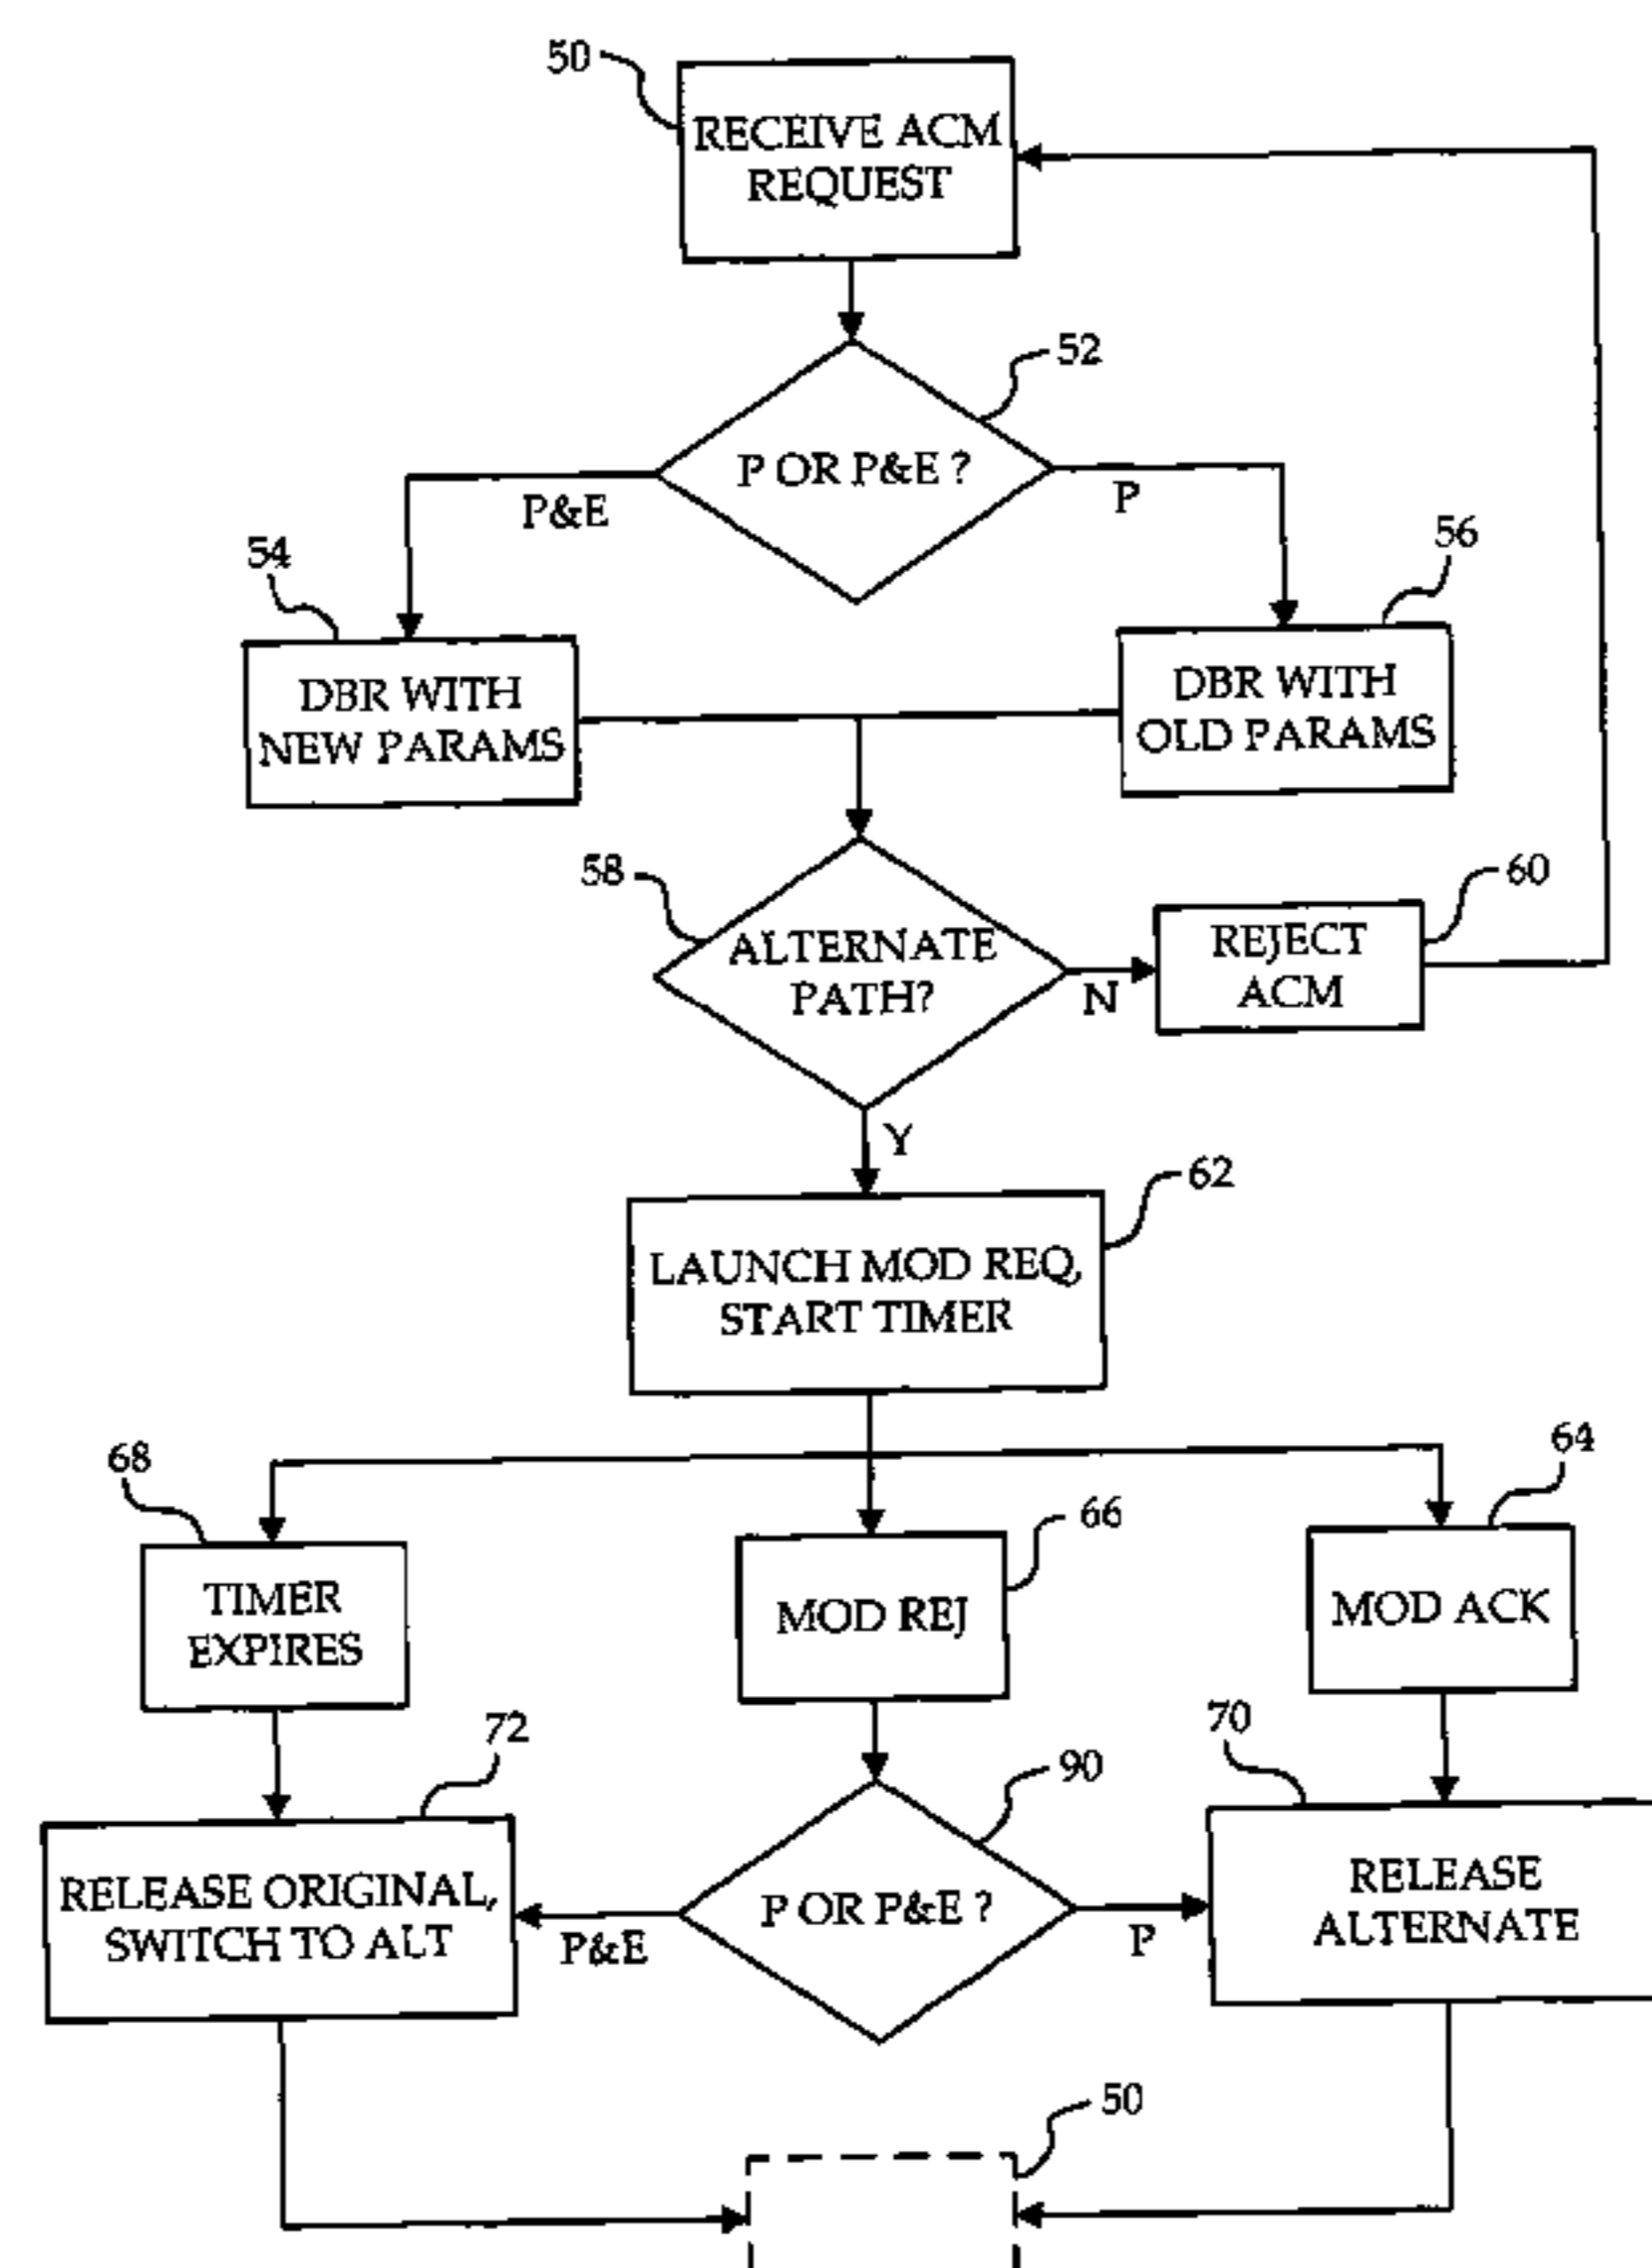 50
RECEIVE ACM
REQUEST
52
P OR P&E ?
P&E
P
54
56
DBR WITH
NEW PARAMS
DBR WITH
OLD PARAMS
58
60
ALTERNATE
PATH?
N
REJECT
ACM
Y
62
LAUNCH MOD REQ,
START TIMER
68
64
66
TIMER
EXPIRES
MOD REJ
MOD ACK
72
90
70
RELEASE ORIGINAL,
SWITCH TO ALT
P&E
P OR P&E ?
P
RELEASE
ALTERNATE
50